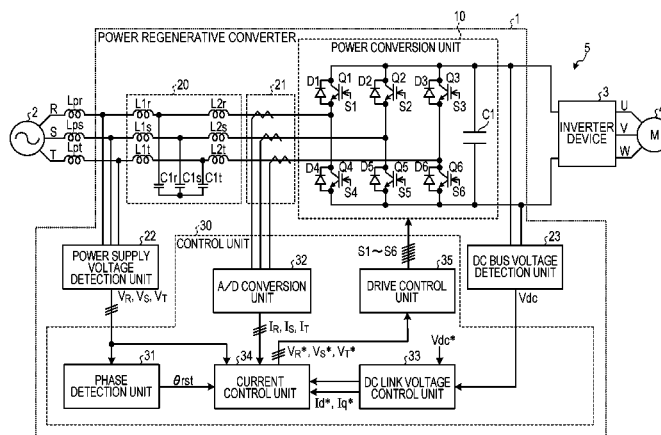 10
1
POWER REGENERATIVE CONVERTER
POWER CONVERSION UNIT
5
20
21
D1 Q1 D2 Q2 D3 Q3
S1 S2 S3
2
R Lpr L1r L2r
S Lps L1s L2s
T Lpt L1t L2t
C1r C1s C1t
C1
D4 Q4 D5 Q5 D6 Q6
S4 S5 S6
3
INVERTER
DEVICE
U
V
W
4
M
22
30
CONTROL UNIT
POWER SUPPLY
VOLTAGE
DETECTION UNIT
VR, VS, VT
32
A/D CONVERSION
UNIT
IR, IS, IT
S1~S6
35
DRIVE CONTROL
UNIT
VR*, VS*, VT*
23
DC BUS VOLTAGE
DETECTION UNIT
Vdc
31
PHASE
DETECTION UNIT
θrst
34
CURRENT
CONTROL UNIT
Id*, Iq*
Vdc*
33
DC LINK VOLTAGE
CONTROL UNIT